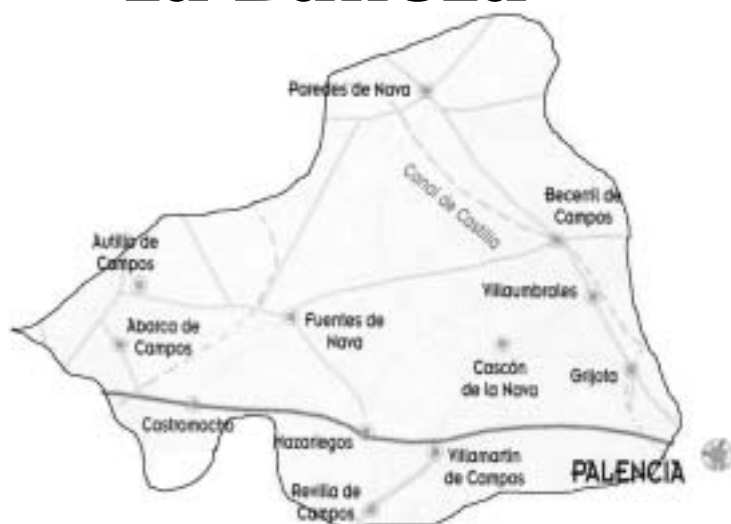 Paredes de Nava
Canal de Castilla
Becerril de
Campos
Autilla de
Campos
Villaumbrales
Fuentes de
Nava
Abarca de
Campos
Cascón
de la Nava
Grijota
Castromocho
Mazariegos
Villamartín
de Campos
PALENCIA
Revilla de
Campos